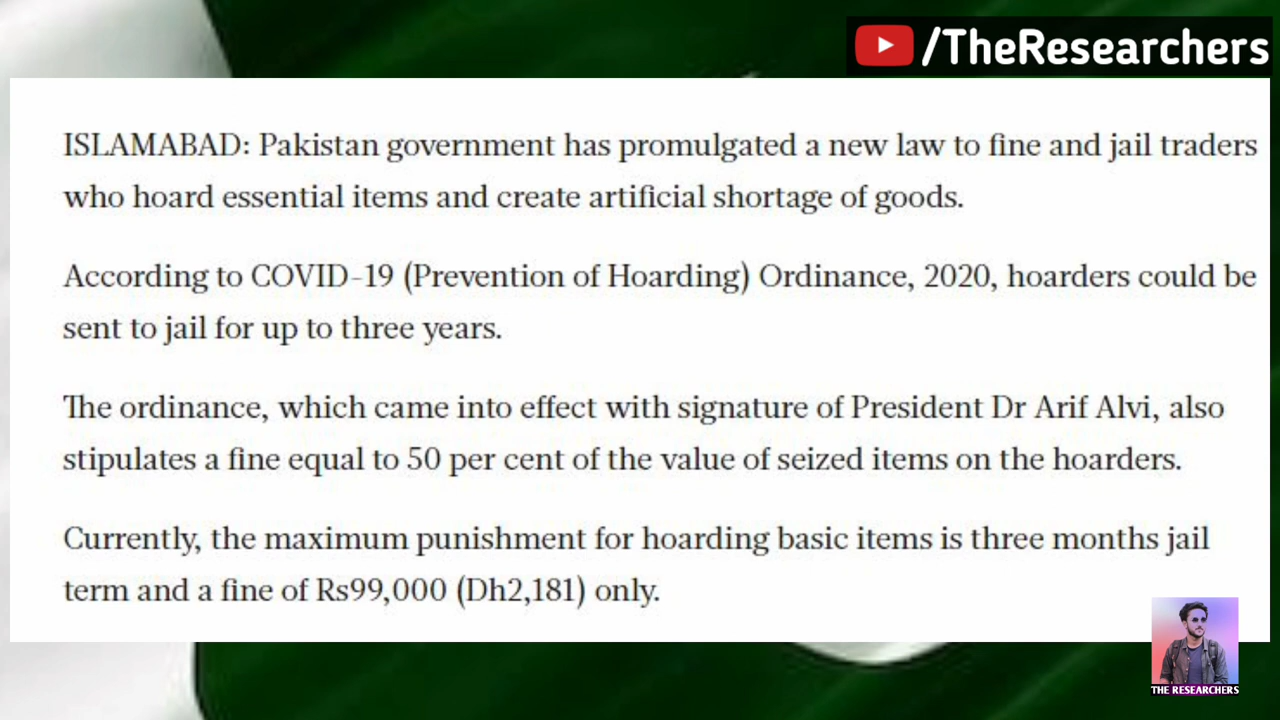 /TheResearchers
ISLAMABAD: Pakistan government has promulgated a new law to fine and jail traders
who hoard essential items and create artificial shortage of goods.
According to COVID-19 (Prevention of Hoarding) Ordinance, 2020, hoarders could be
sent to jail for up to three years.
The ordinance, which came into effect with signature of President Dr Arif Alvi, also
stipulates a fine equal to 50 per cent of the value of seized items on the hoarders.
Currently, the maximum punishment for hoarding basic items is three months jail
term and a fine of Rs99,000 (Dh2,181) only.
THE RESEARCHERS